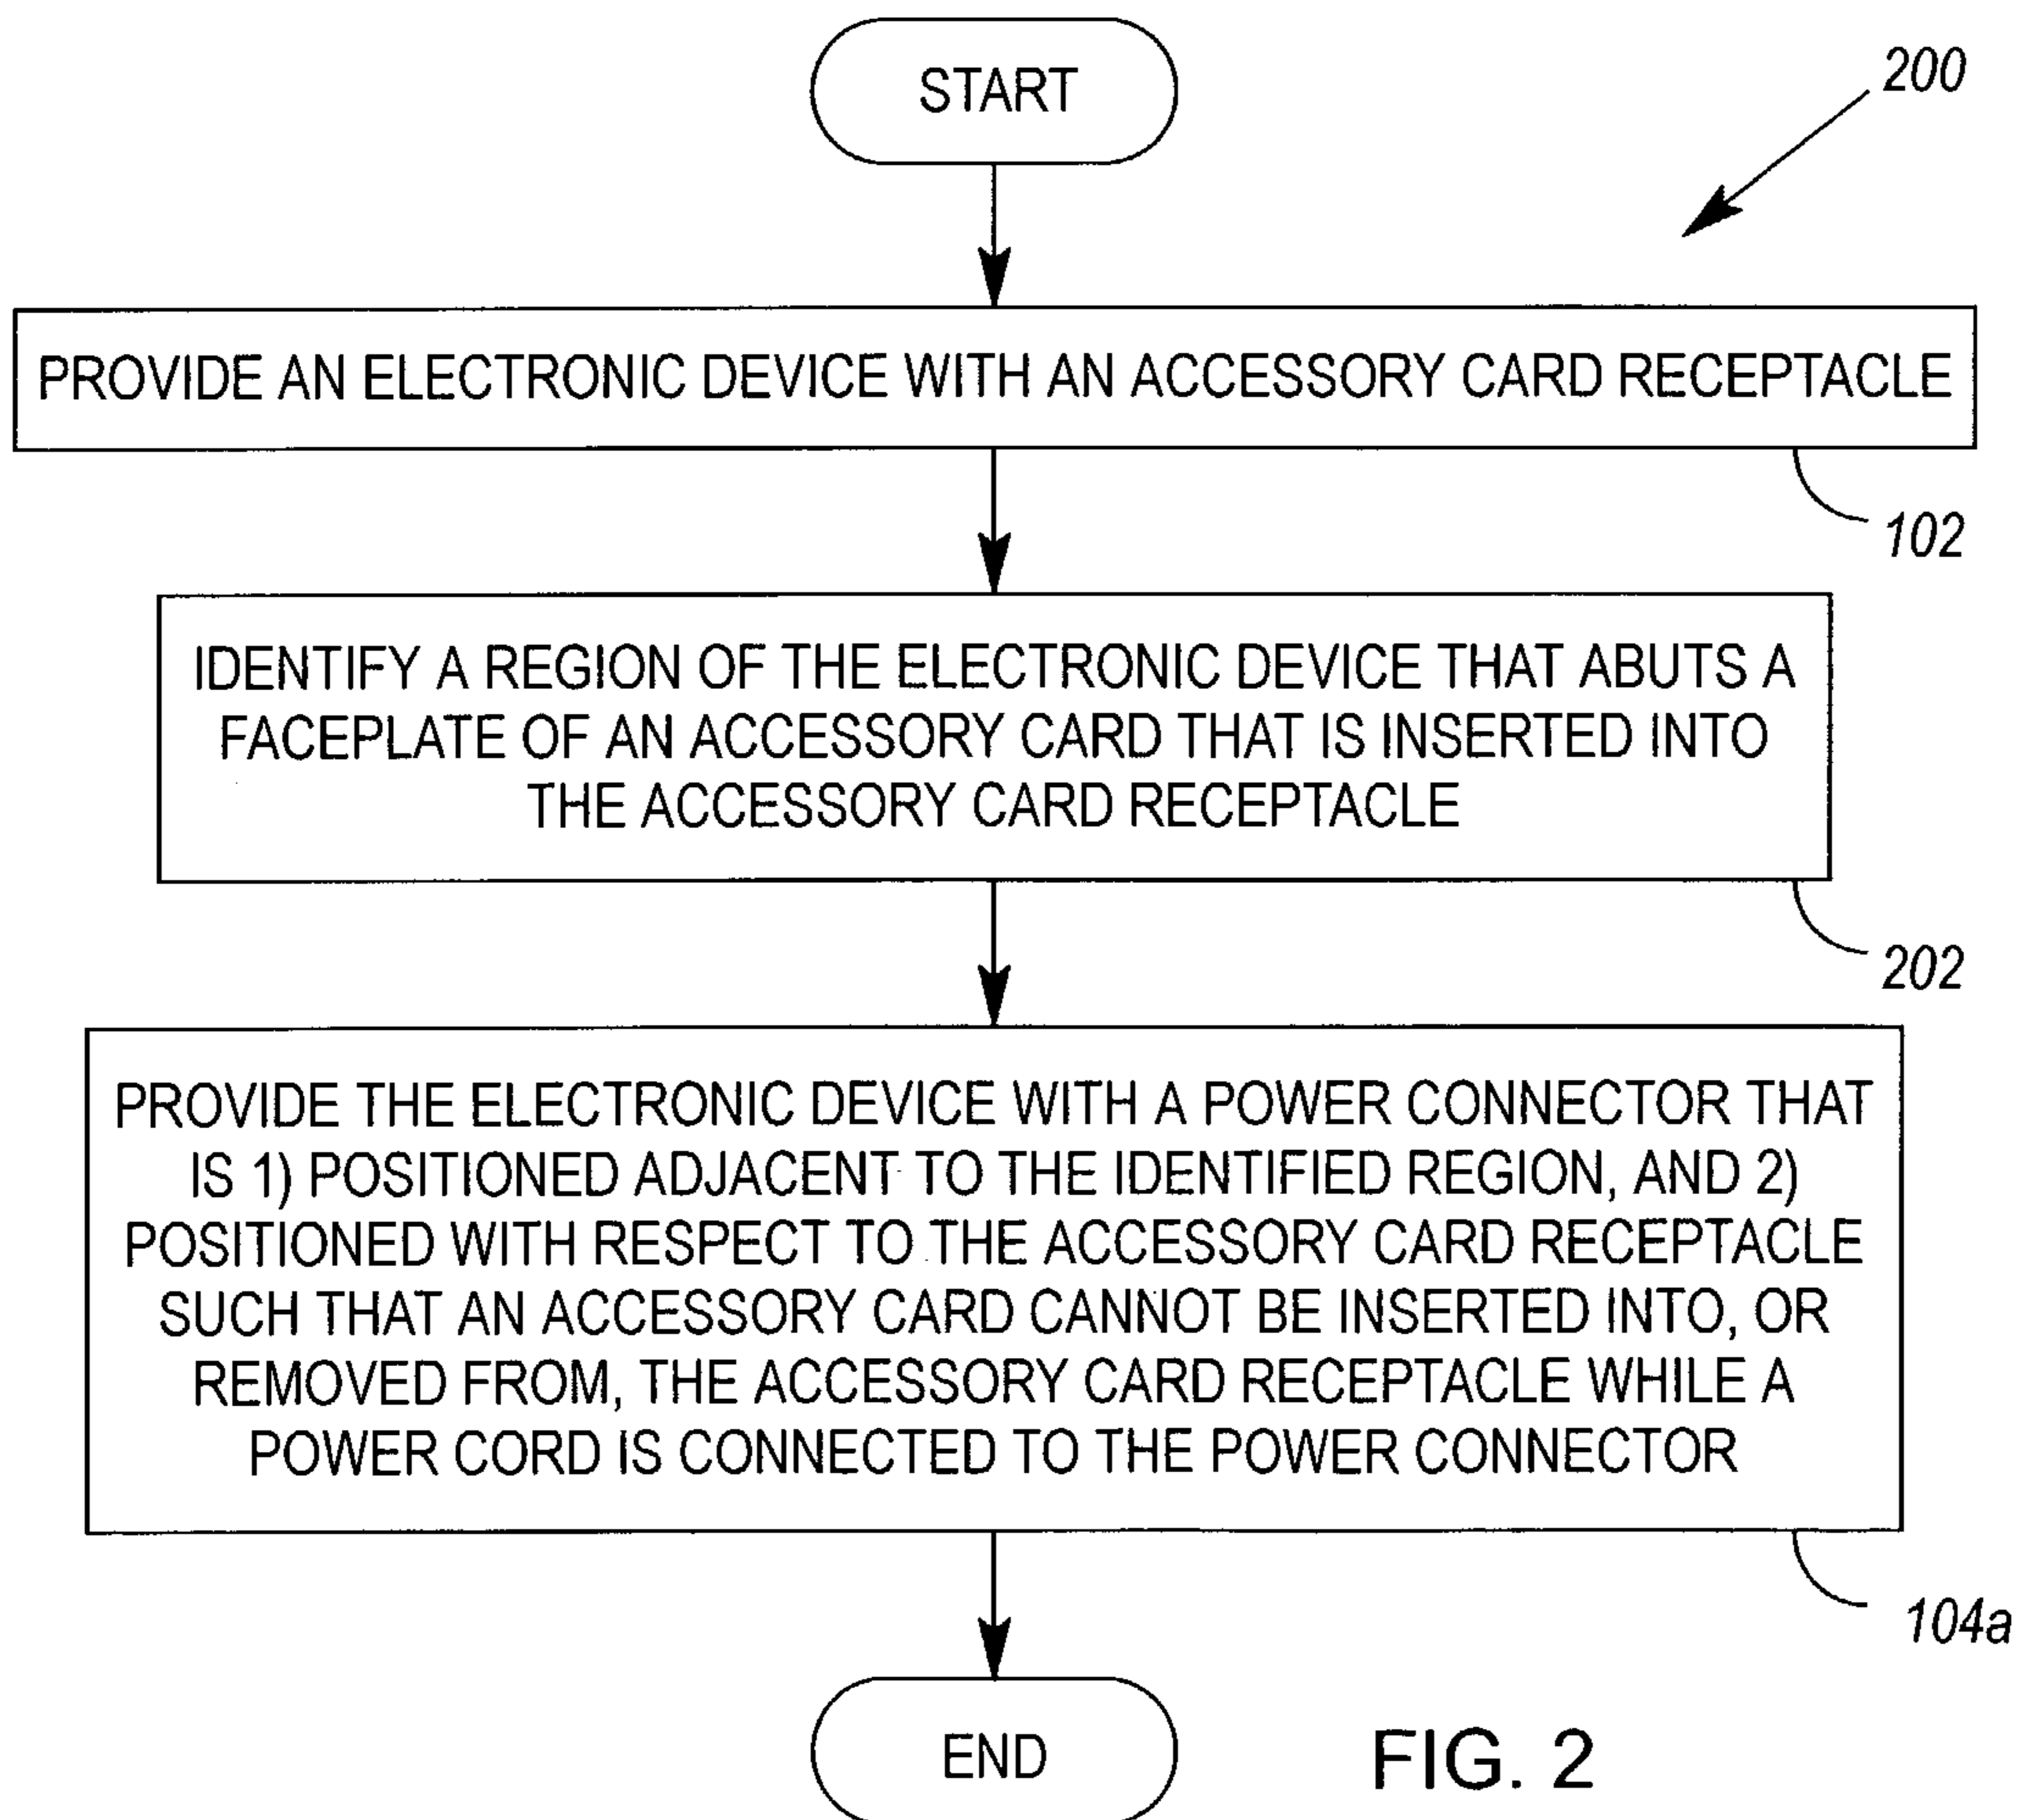 START
200
PROVIDE AN ELECTRONIC DEVICE WITH AN ACCESSORY CARD RECEPTACLE
102
IDENTIFY A REGION OF THE ELECTRONIC DEVICE THAT ABUTS A
FACEPLATE OF AN ACCESSORY CARD THAT IS INSERTED INTO
THE ACCESSORY CARD RECEPTACLE
202
PROVIDE THE ELECTRONIC DEVICE WITH A POWER CONNECTOR THAT
IS 1) POSITIONED ADJACENT TO THE IDENTIFIED REGION, AND 2)
POSITIONED WITH RESPECT TO THE ACCESSORY CARD RECEPTACLE
SUCH THAT AN ACCESSORY CARD CANNOT BE INSERTED INTO, OR
REMOVED FROM, THE ACCESSORY CARD RECEPTACLE WHILE A
POWER CORD IS CONNECTED TO THE POWER CONNECTOR
104a
END
FIG. 2